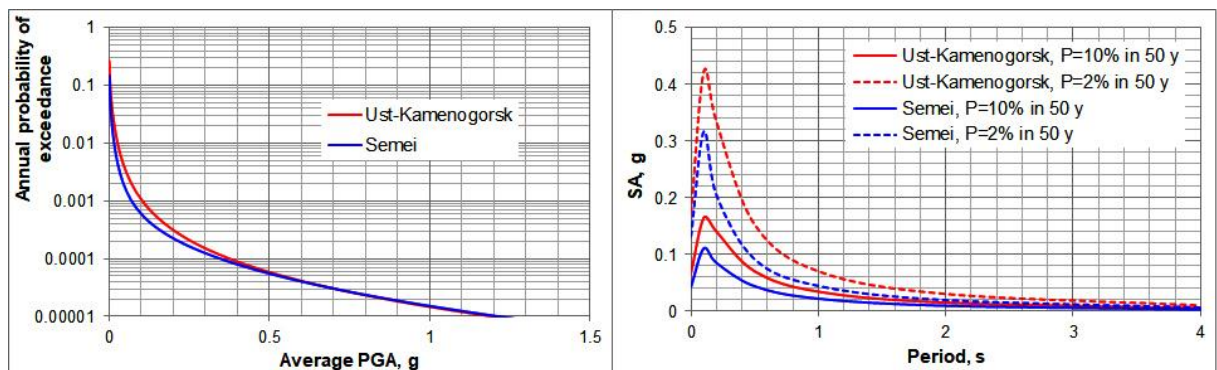 Annual probability of
exceedance
1
0.1
0.01
0.001
0.0001
0.00001
Ust-Kamenogorsk
Semei
0
0.5
1
1.5
Average PGA, g
SA, g
0.5
0.4
0.3
0.2
0.1
0
Ust-Kamenogorsk, P=10% in 50 y
Ust-Kamenogorsk, P=2% in 50 y
Semei, P=10% in 50 y
Semei, P=2% in 50 y
0
1
2
3
4
Period, s